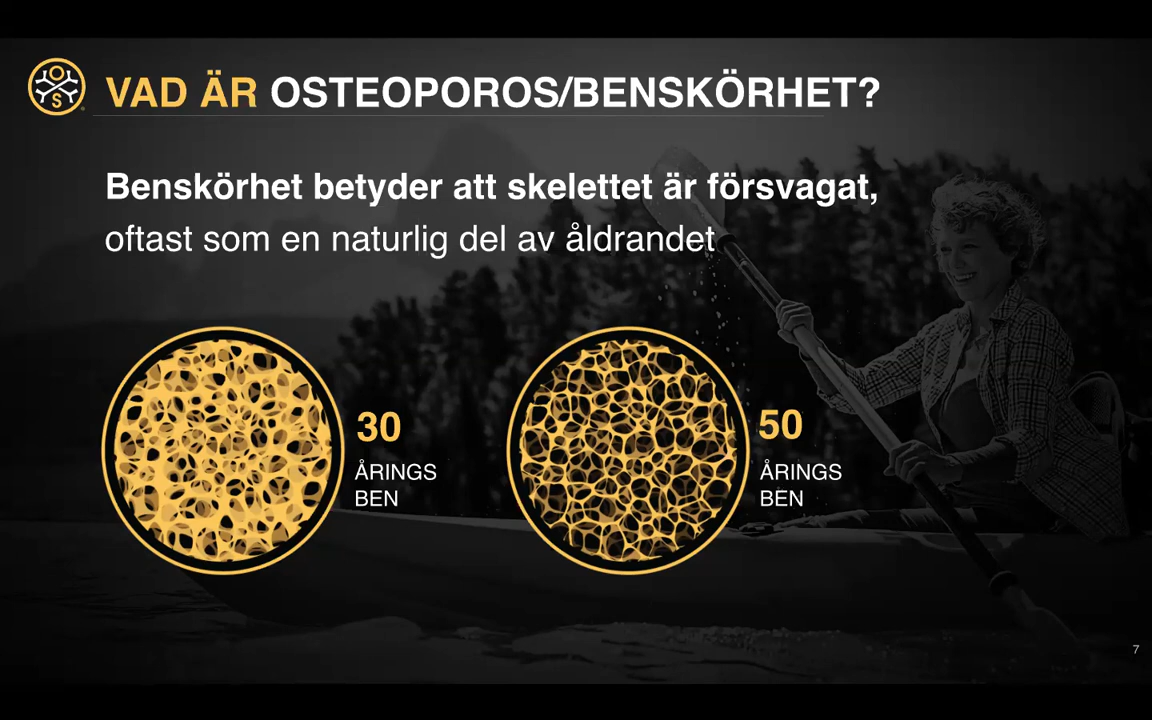 VAD ÄR OSTEOPOROS/BENSKÖRHET?
Benskörhet betyder att skelettet är försvagat,
oftast som en naturlig del av åldrandet
30
ÅRINGS
BEN
50
ÅRINGS
BEN
7